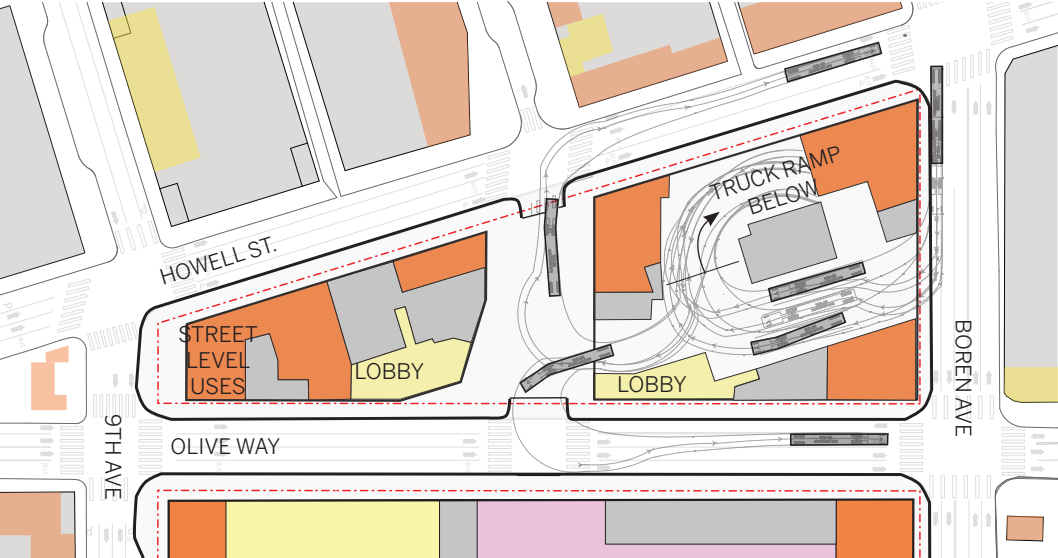 TRUCK RAMP
BELOW
HOWELL ST.
STREET
LEVEL
USES
LOBBY
LOBBY
BOREN AVE
9TH AVE
OLIVE WAY